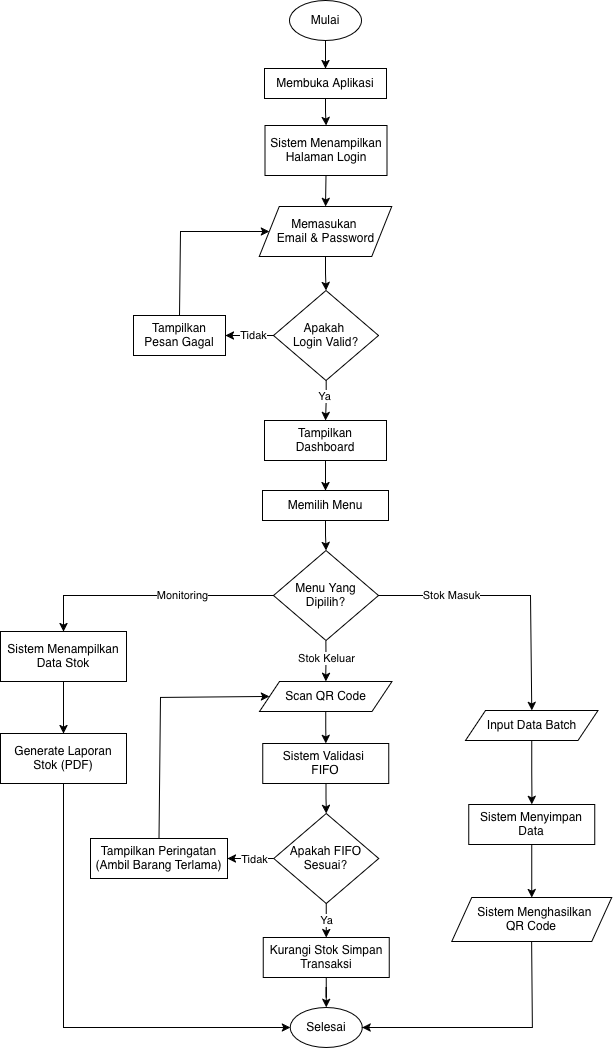 Mulai
Membuka Aplikasi
Sistem Menampilkan
Halaman Login
Memasukan
Email & Password
Apakah
Login Valid?
Tidak
Tampilkan
Pesan Gagal
Ya
Tampilkan
Dashboard
Memilih Menu
Menu Yang
Dipilih?
Monitoring
Stok Masuk
Stok Keluar
Sistem Menampilkan
Data Stok
Generate Laporan
Stok (PDF)
Scan QR Code
Sistem Validasi
FIFO
Apakah FIFO
Sesuai?
Tidak
Tampilkan Peringatan
(Ambil Barang Terlama)
Ya
Kurangi Stok Simpan
Transaksi
Input Data Batch
Sistem Menyimpan
Data
Sistem Menghasilkan
QR Code
Selesai